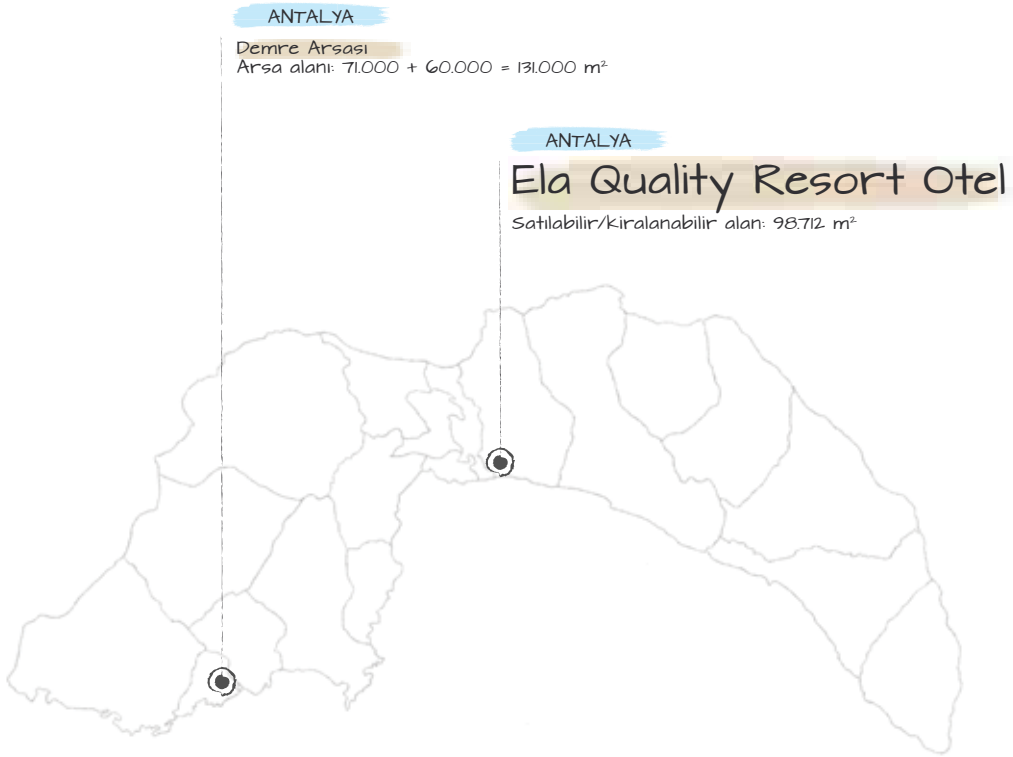 ANTALYA
Demre Arsası
Arsa alanı: 71.000 + 60.000 = 131.000 m²
ANTALYA
Ela Quality Resort Otel
Satılabilir/kiralanabilir alan: 98.712 m²